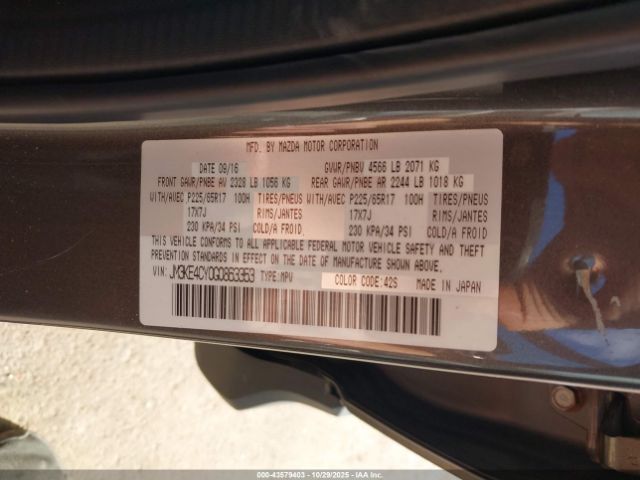 MFD. BY MAZDA MOTOR CORPORATION
DATE 09/16 GVWR/PNBV 4566 LB 2071 KG
FRONT GAWR/PNBE AV 2328 LB 1056 KG REAR GAWR/PNBE AR 2244 LB 1018 KG
WITH/AVEC P225/65R17 100H TIRES/PNEUS WITH/AVEC P225/65R17 100H TIRES/PNEUS
17X7J RIMS/JANTES 17X7J RIMS/JANTES
230 KPA/34 PSI COLD/A FROID. 230 KPA/34 PSI COLD/A FROID.
THIS VEHICLE CONFORMS TO ALL APPLICABLE FEDERAL MOTOR VEHICLE SAFETY AND THEFT
PREVENTION STANDARDS IN EFFECT ON THE DATE OF MANUFACTURE SHOWN ABOVE.
VIN: JM3KE4CY0G0863353 TYPE:MPV COLOR CODE:42S MADE IN JAPAN
000-43579403 - 10/29/2025 - IAA, Inc.